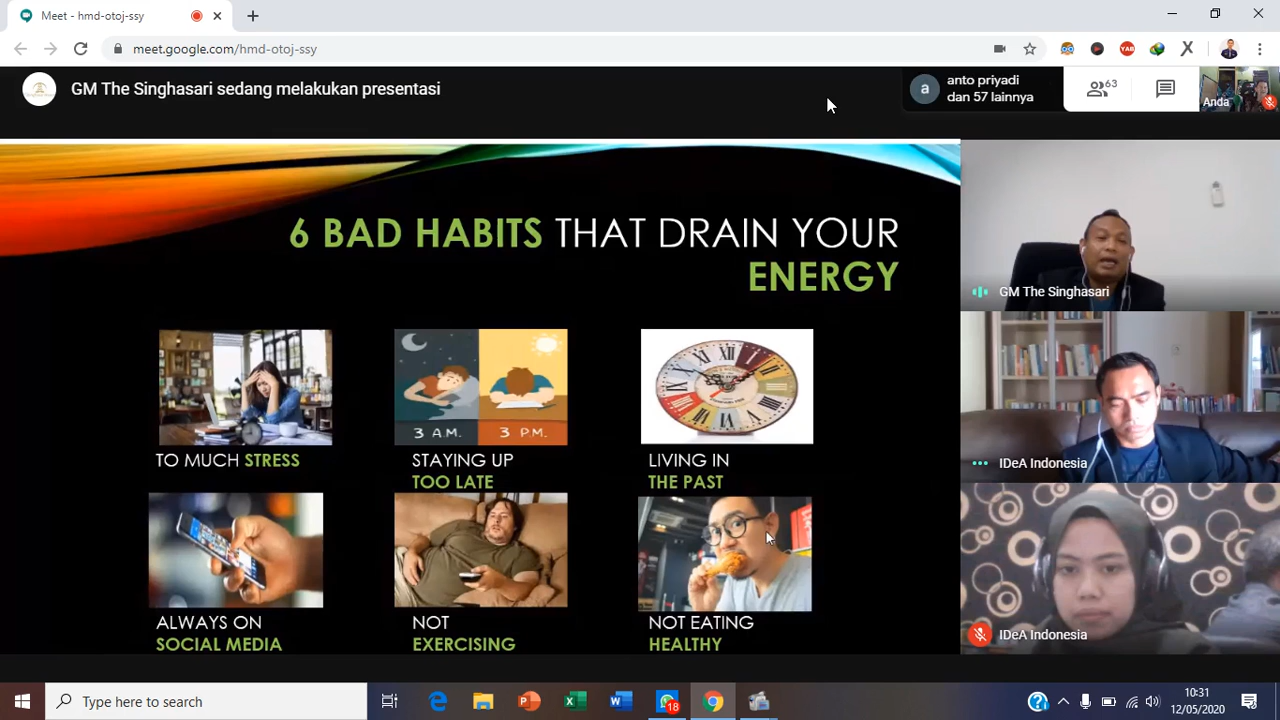 Meet - hmd-otoj-ssy
meet.google.com/hmd-otoj-ssy
YAB
GM The Singhasari sedang melakukan presentasi
a
anto priyadi
dan 57 lainnya
63
Anda
6 BAD HABITS THAT DRAIN YOUR
ENERGY
3 A.M.
3 P.M.
TO MUCH STRESS
STAYING UP
TOO LATE
LIVING IN
THE PAST
ALWAYS ON
SOCIAL MEDIA
NOT
EXERCISING
NOT EATING
HEALTHY
GM The Singhasari
IDeA Indonesia
IDeA Indonesia
Type here to search
18
10:31
12/05/2020